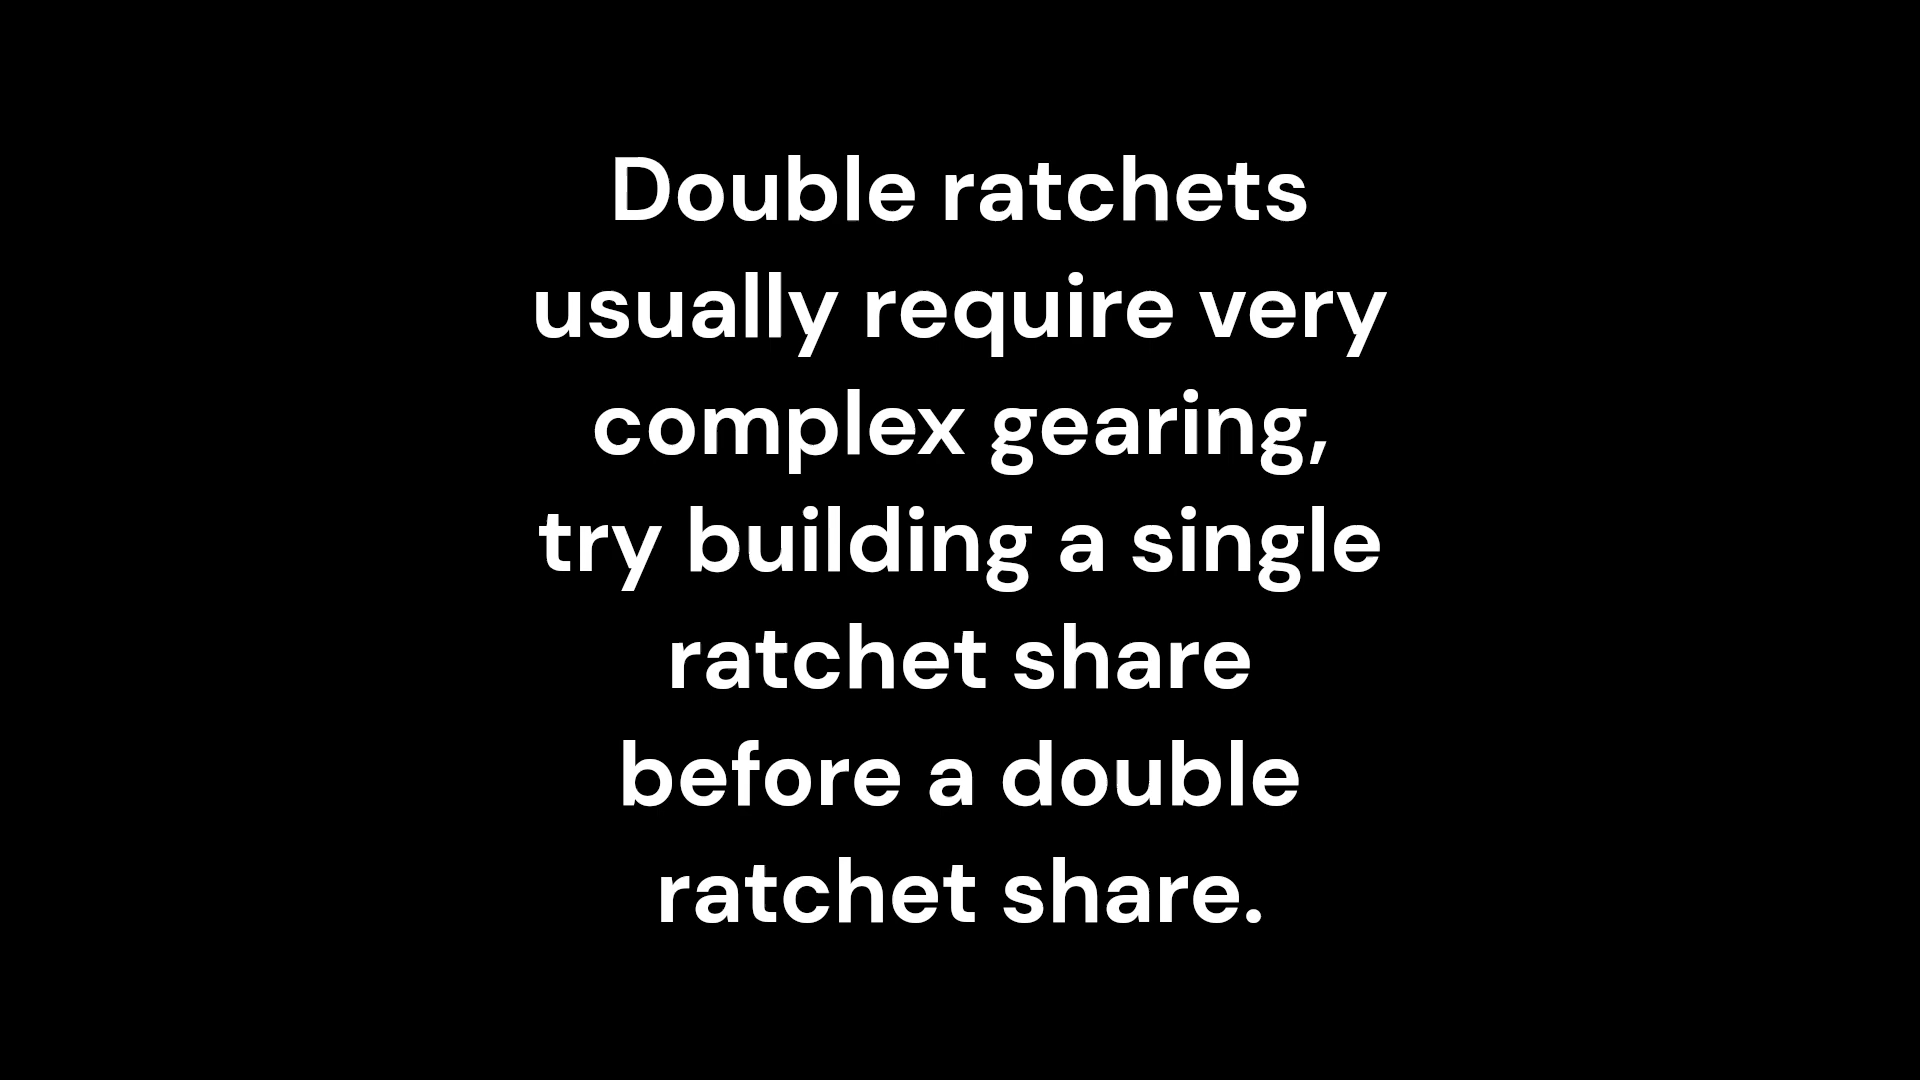 Double ratchets
usually require very
complex gearing,
try building a single
ratchet share
before a double
ratchet share.